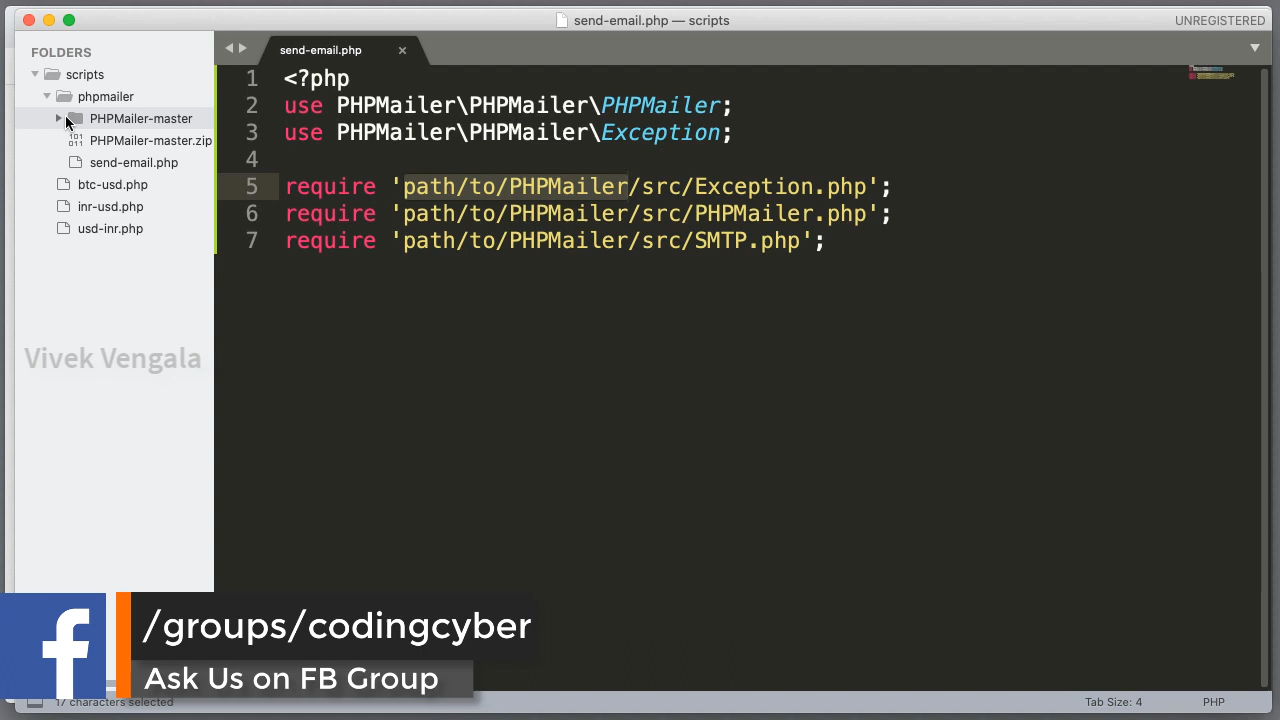 send-email.php — scripts
UNREGISTERED
FOLDERS
scripts
phpmailer
PHPMailer-master
PHPMailer-master.zip
send-email.php
btc-usd.php
inr-usd.php
usd-inr.php
send-email.php ×
1 <?php
2 use PHPMailer\PHPMailer\PHPMailer;
3 use PHPMailer\PHPMailer\Exception;
4
5 require 'path/to/PHPMailer/src/Exception.php';
6 require 'path/to/PHPMailer/src/PHPMailer.php';
7 require 'path/to/PHPMailer/src/SMTP.php';
Vivek Vengala
f
/groups/codingcyber
Ask Us on FB Group
17 characters selected
Tab Size: 4
PHP